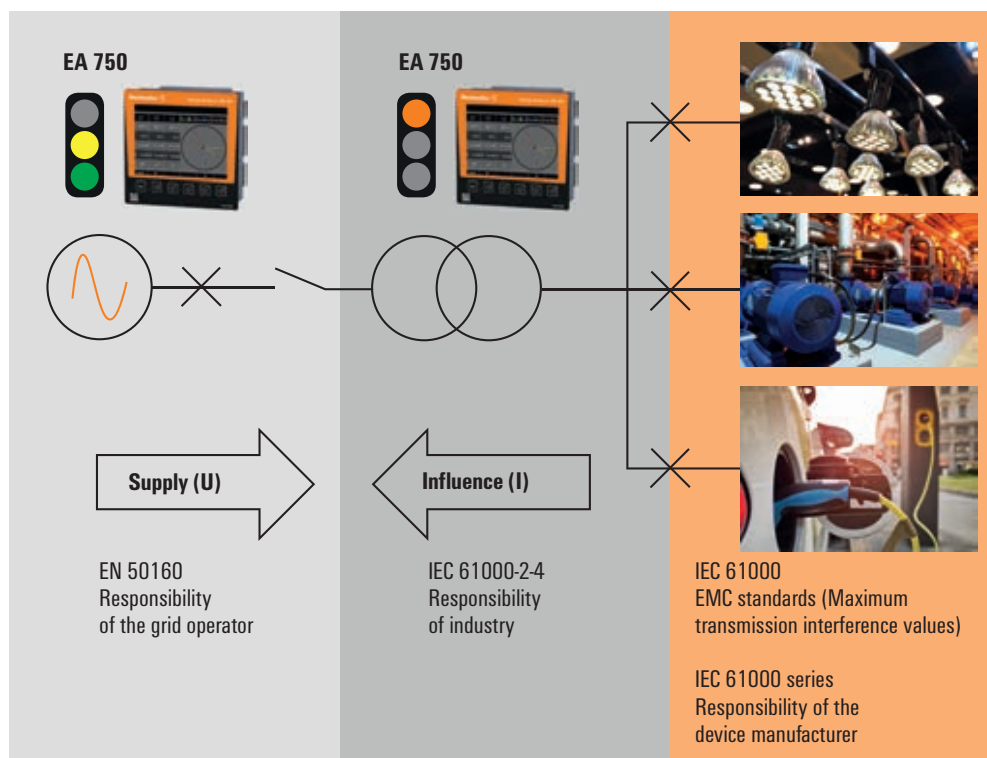 EA 750
EA 750
Supply (U)
Influence (I)
EN 50160
Responsibility
of the grid operator
IEC 61000-2-4
Responsibility
of industry
IEC 61000
EMC standards (Maximum
transmission interference values)
IEC 61000 series
Responsibility of the
device manufacturer